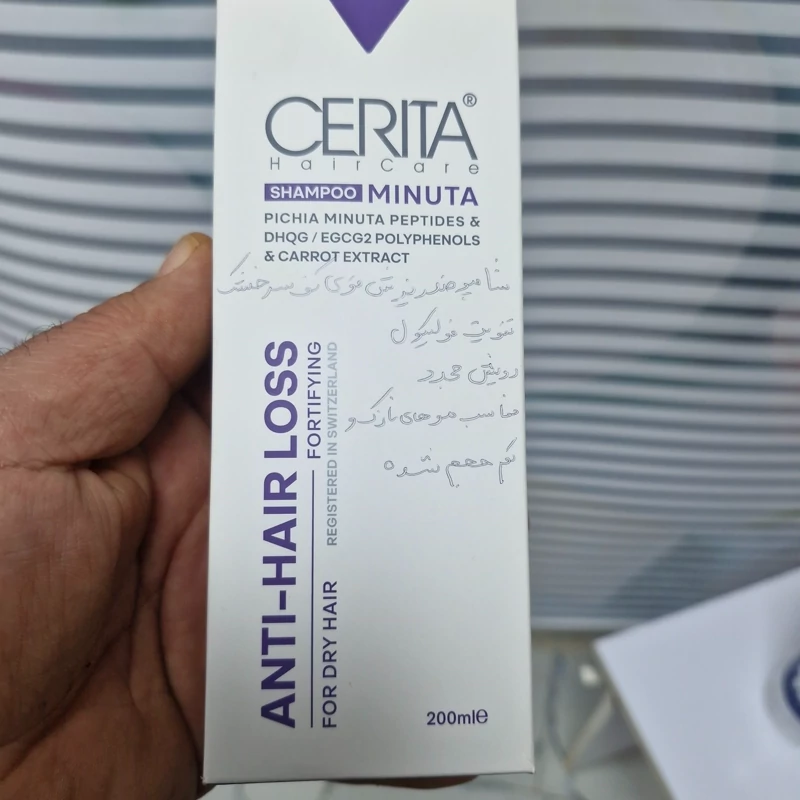 CERITA®
HairCare
SHAMPOO MINUTA
PICHIA MINUTA PEPTIDES &
DHQG / EGCG2 POLYPHENOLS
& CARROT EXTRACT
شامپو ضد ریزش موی کف سر خشک
تقویت فولیکول
رویش مجدد
مناسب موهای نازک و
کم حجم شده
ANTI-HAIR LOSS
FORTIFYING
FOR DRY HAIR
REGISTERED IN SWITZERLAND
200ml℮